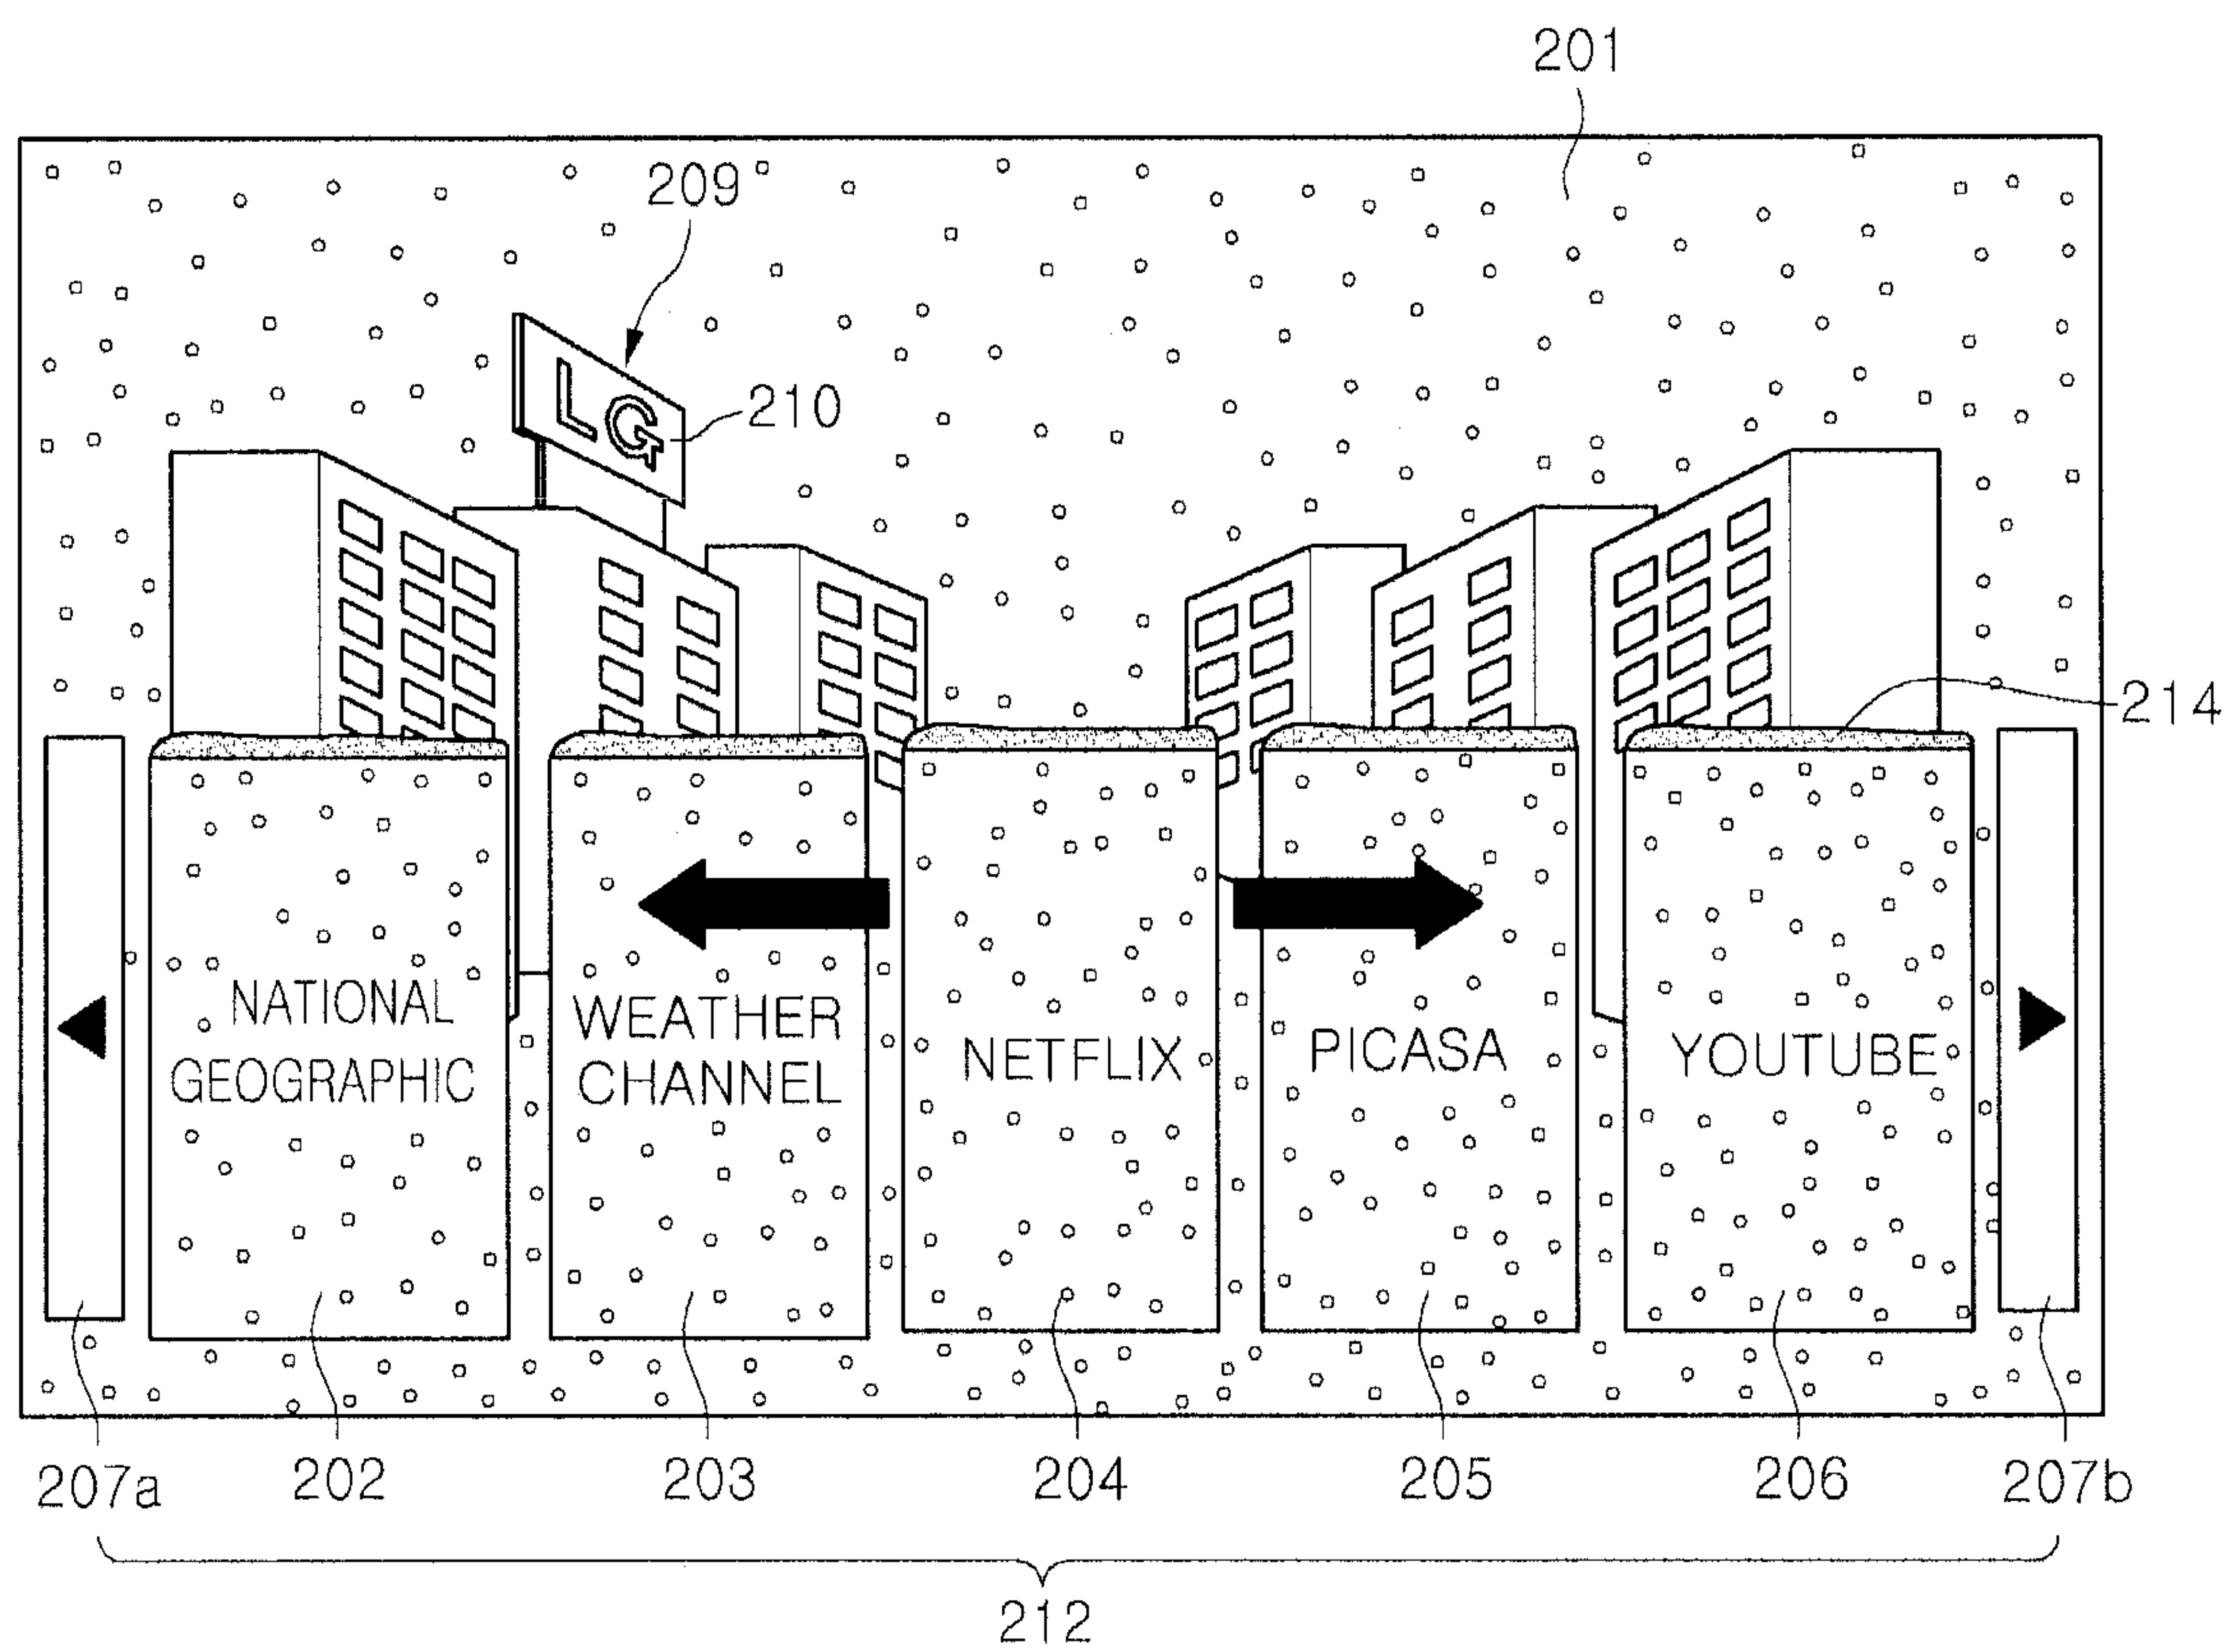 201
209
LG
210
214
NATIONAL
GEOGRAPHIC
WEATHER
CHANNEL
NETFLIX
PICASA
YOUTUBE
207a
202
203
204
205
206
207b
212